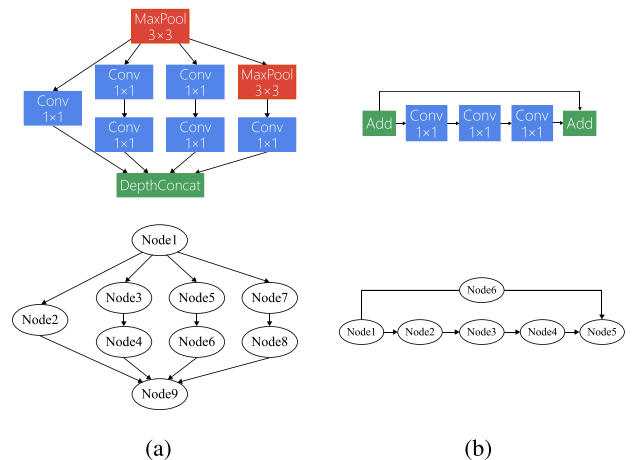 MaxPool
3×3
Conv
1×1
Conv
1×1
Conv
1×1
MaxPool
3×3
Conv
1×1
Conv
1×1
Conv
1×1
DepthConcat
Node1
Node2
Node3
Node5
Node7
Node4
Node6
Node8
Node9
(a)
Add
Conv
1×1
Conv
1×1
Conv
1×1
Add
Node6
Node1
Node2
Node3
Node4
Node5
(b)